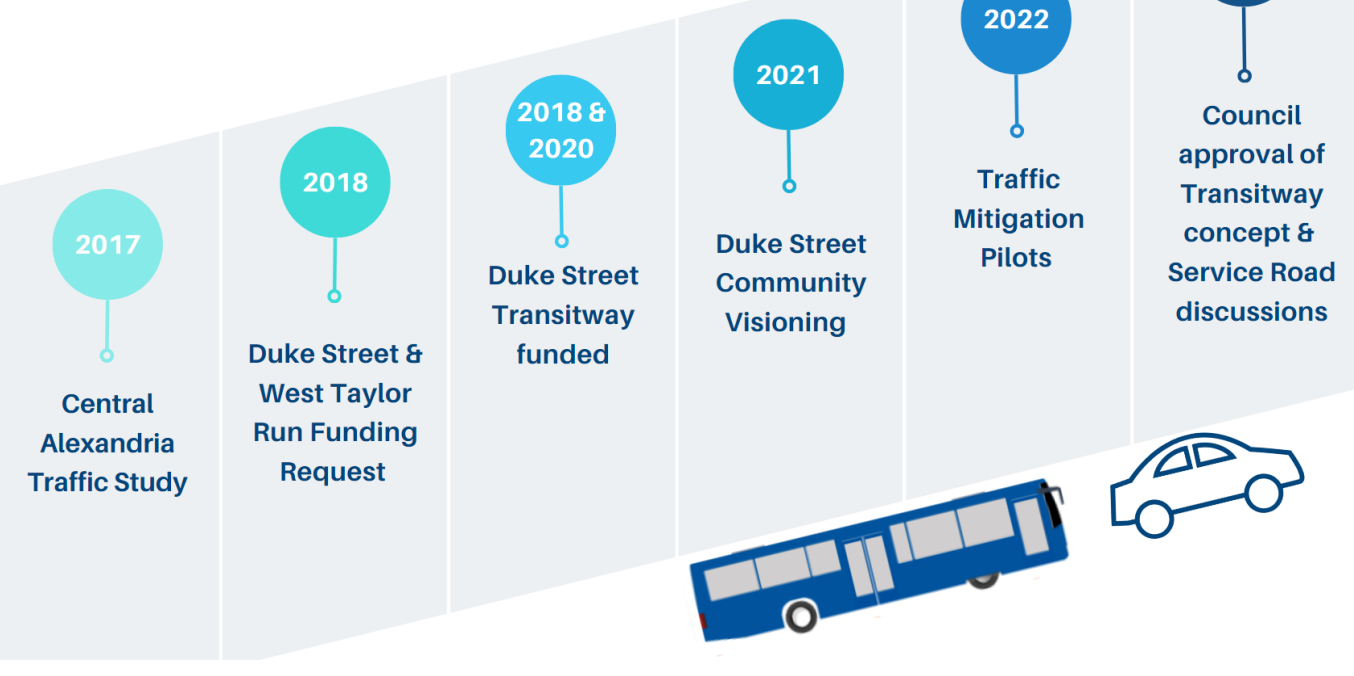 2017
Central
Alexandria
Traffic Study
2018
Duke Street &
West Taylor
Run Funding
Request
2018 &
2020
Duke Street
Transitway
funded
2021
Duke Street
Community
Visioning
2022
Traffic
Mitigation
Pilots
Council
approval of
Transitway
concept &
Service Road
discussions